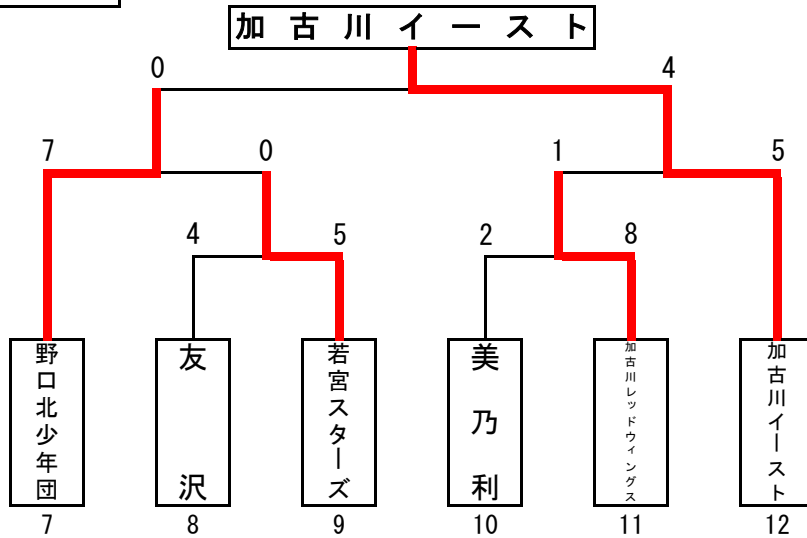 加古川イースト
0 4
7 0 1 5
4 5 2 8
野口北少年団
友沢
若宮スターズ
美乃利
加古川レッドウィングス
加古川イースト
7 8 9 10 11 12